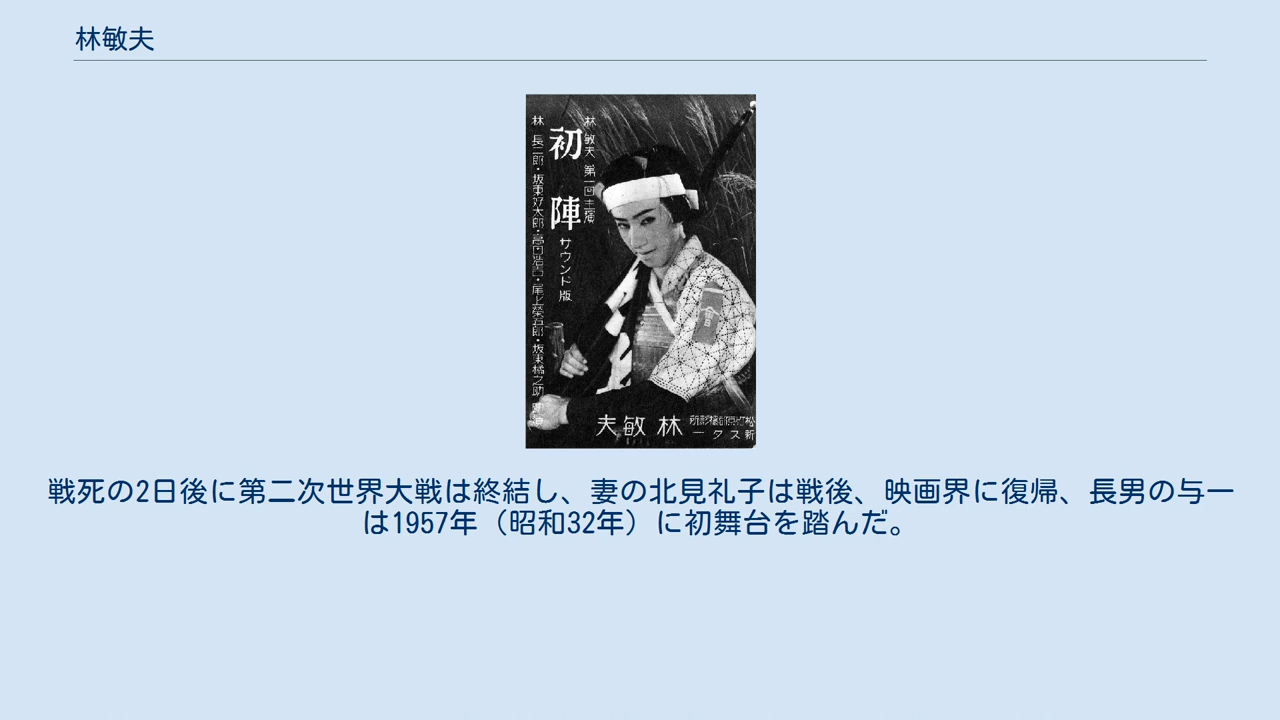 林敏夫
林敏夫 第一回主演
初陣
サウンド版
林 長二郎・坂東好太郎・高田浩吉・尾上榮五郎・坂東橘之助
松竹京都撮影所
新スター
林敏夫
戦死の2日後に第二次世界大戦は終結し、妻の北見礼子は戦後、映画界に復帰、長男の与一
は1957年（昭和32年）に初舞台を踏んだ。